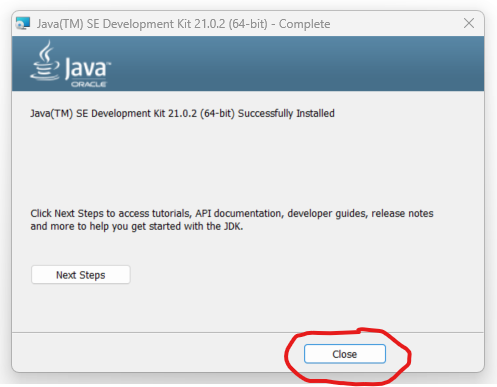 Java(TM) SE Development Kit 21.0.2 (64-bit) - Complete
Java™
ORACLE
Java(TM) SE Development Kit 21.0.2 (64-bit) Successfully Installed
Click Next Steps to access tutorials, API documentation, developer guides, release notes
and more to help you get started with the JDK.
Next Steps
Close